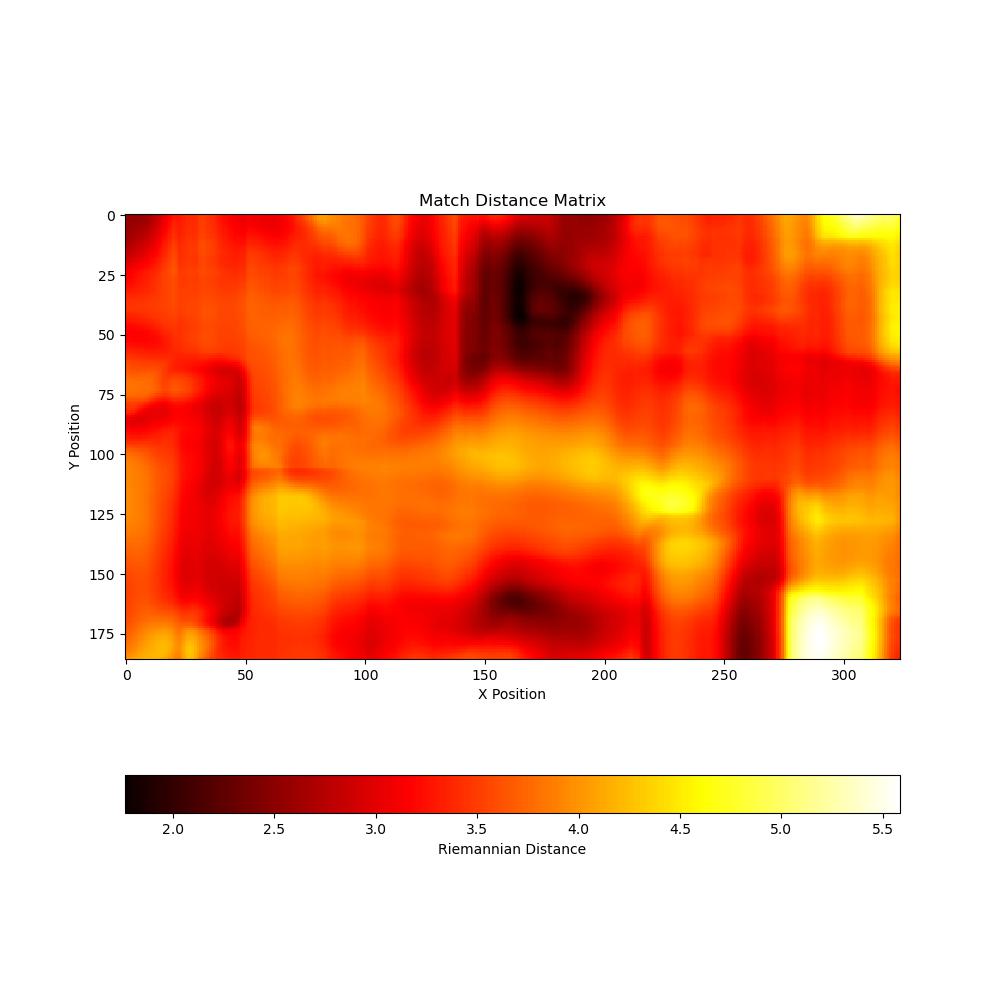 Match Distance Matrix
0
25
50
75
100
125
150
175
Y Position
0 50 100 150 200 250 300
X Position
2.0 2.5 3.0 3.5 4.0 4.5 5.0 5.5
Riemannian Distance